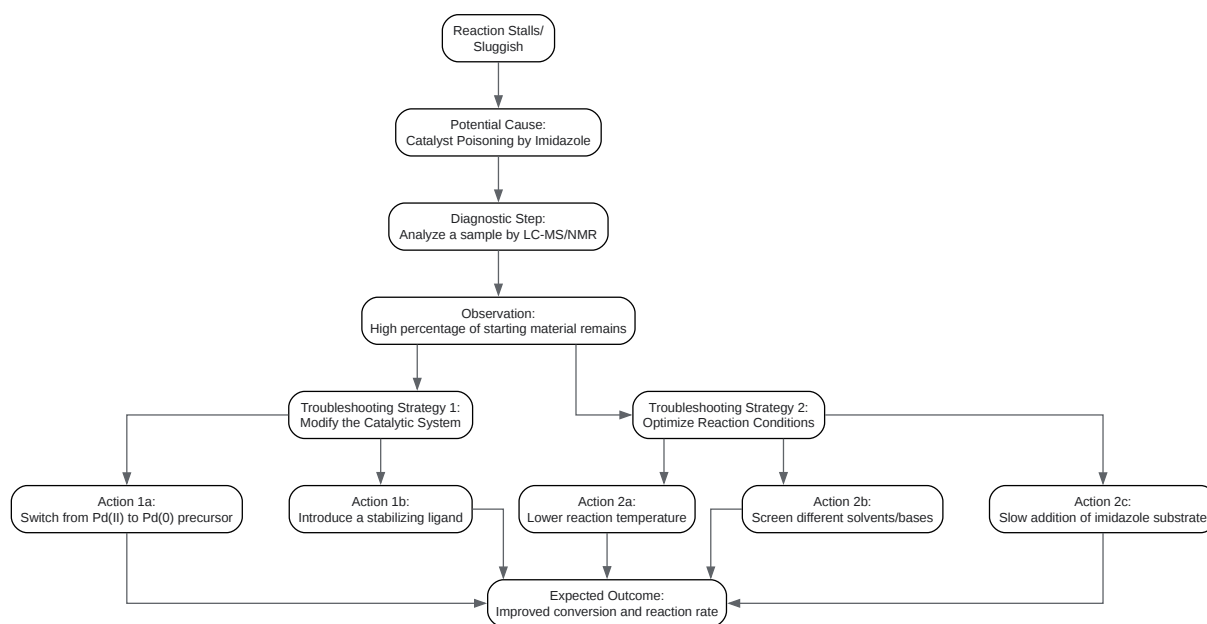 Reaction Stalls/
Sluggish
Potential Cause:
Catalyst Poisoning by Imidazole
Diagnostic Step:
Analyze a sample by LC-MS/NMR
Observation:
High percentage of starting material remains
Troubleshooting Strategy 1:
Modify the Catalytic System
Troubleshooting Strategy 2:
Optimize Reaction Conditions
Action 1a:
Switch from Pd(II) to Pd(0) precursor
Action 1b:
Introduce a stabilizing ligand
Action 2a:
Lower reaction temperature
Action 2b:
Screen different solvents/bases
Action 2c:
Slow addition of imidazole substrate
Expected Outcome:
Improved conversion and reaction rate